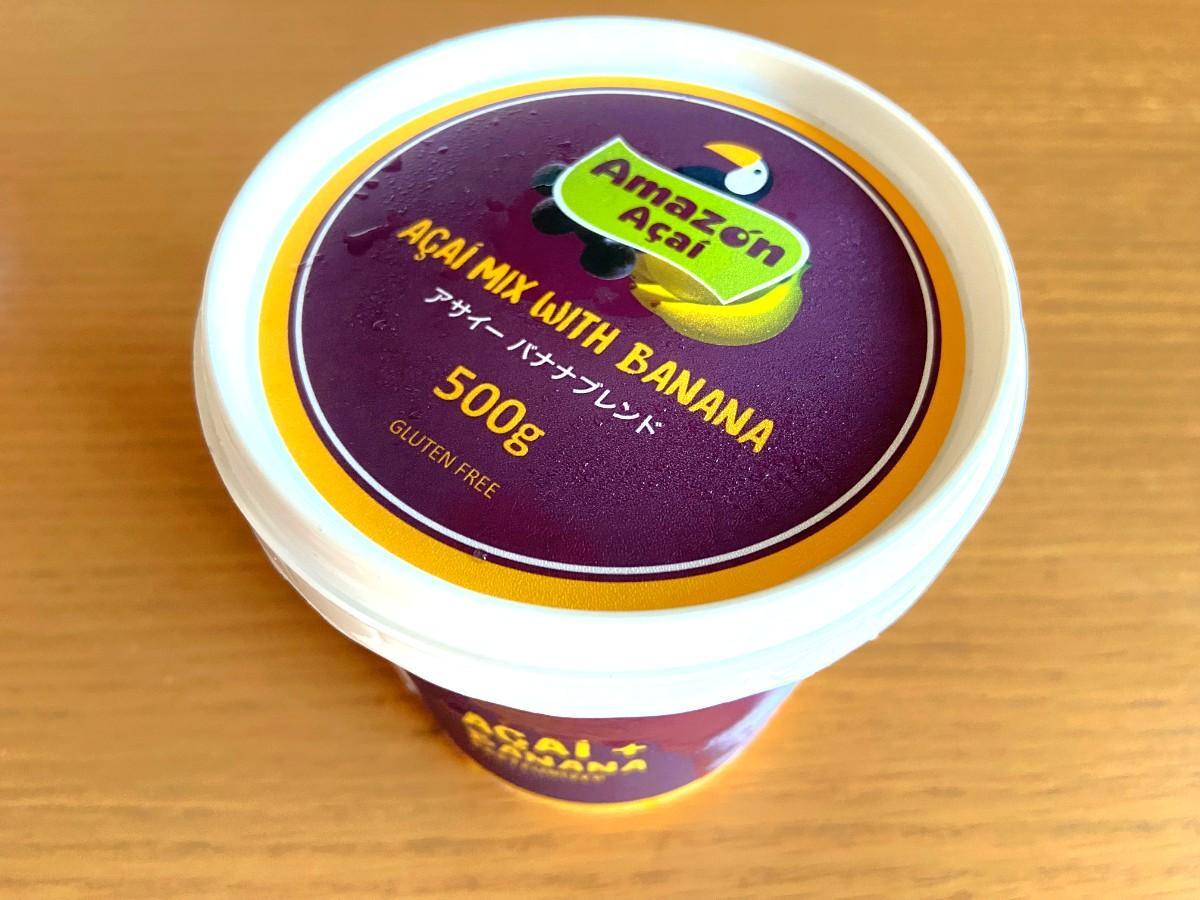 Amazon
Açaí
AÇAÍ MIX WITH BANANA
アサイー バナナブレンド
500g
GLUTEN FREE
AÇAÍ +
BANANA